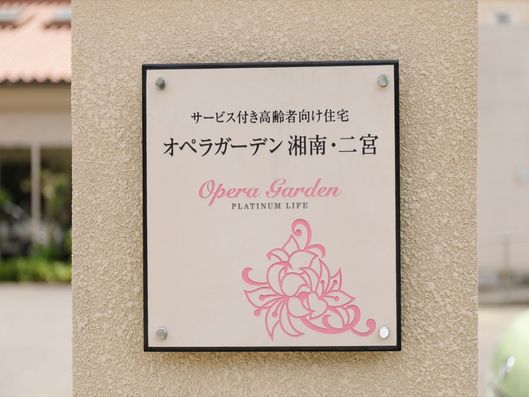 サービス付き高齢者向け住宅
オペラガーデン 湘南・二宮
Opera Garden
PLATINUM LIFE